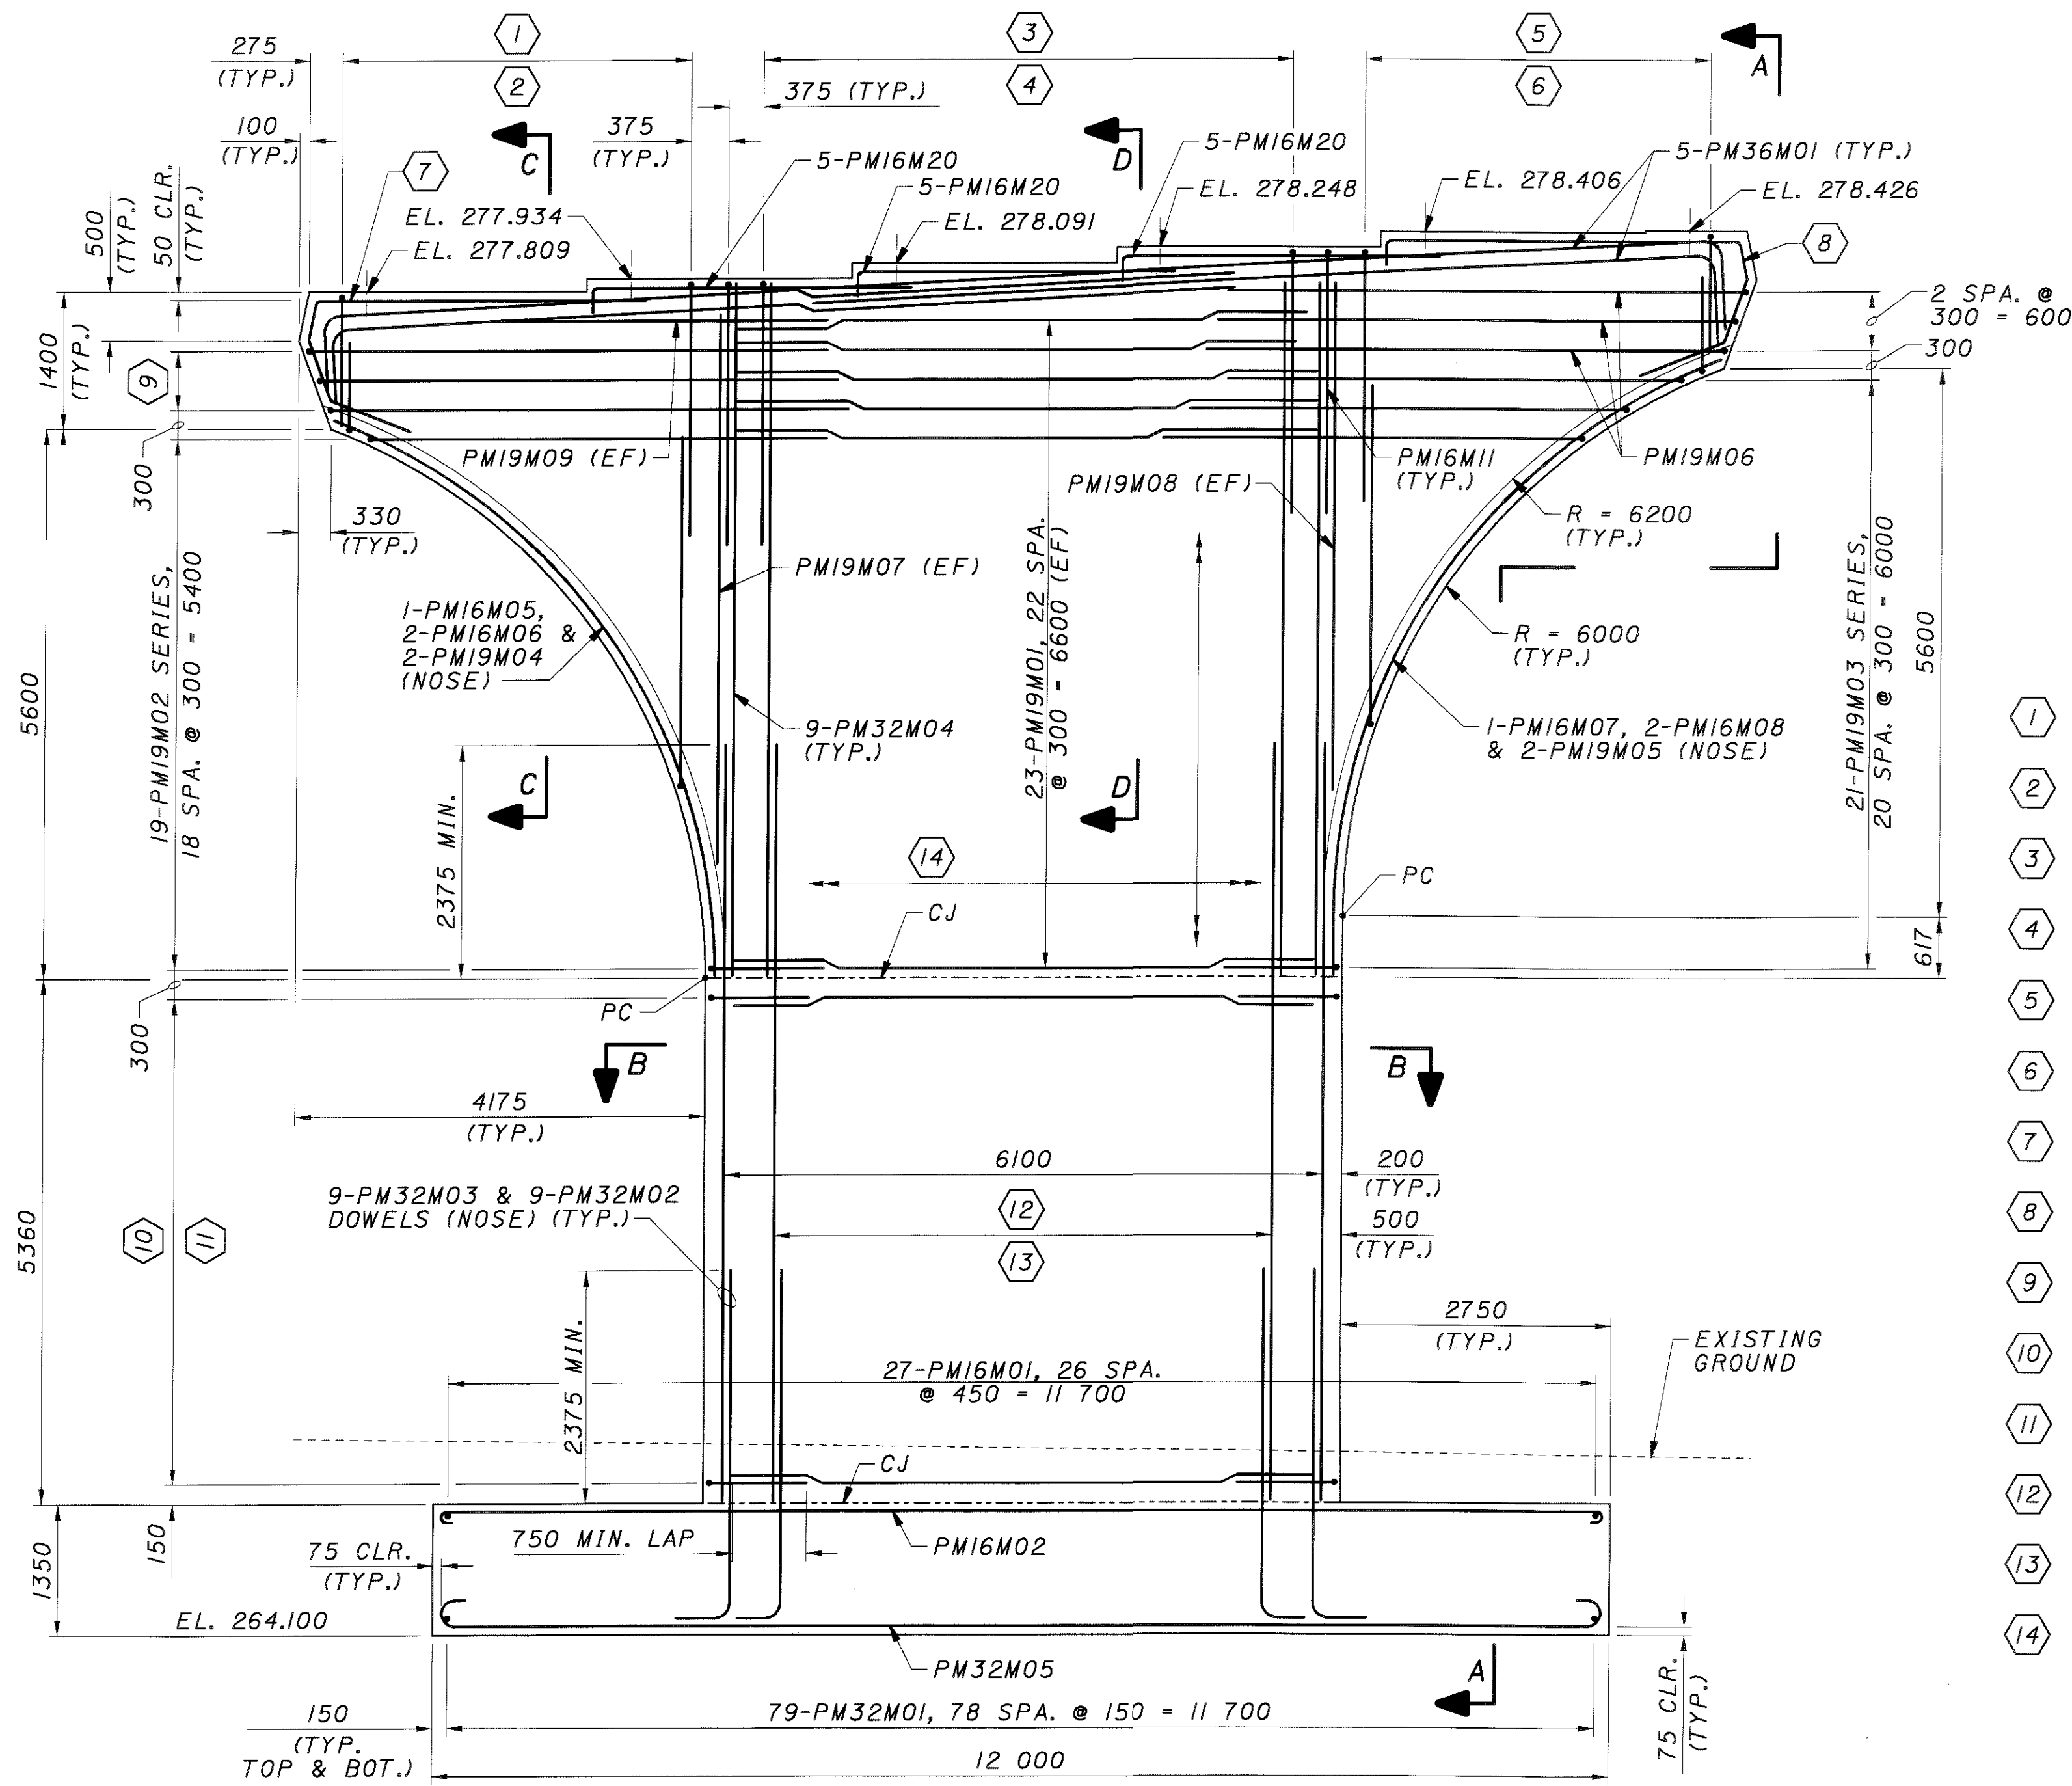 1
3
5
275
(TYP.)
A
2
4
6
375 (TYP.)
100
(TYP.)
375
(TYP.)
C
D
5-PM16M20
5-PM16M20
5-PM36M01 (TYP.)
7
5-PM16M20
EL. 278.248
EL. 278.406
EL. 278.426
500
(TYP.)
50 CLR.
(TYP.)
EL. 277.934
EL. 278.091
EL. 277.809
8
2 SPA. @
300 = 600
300
1400
(TYP.)
9
300
PM19M09 (EF)
PM16M11
(TYP.)
PM19M06
PM19M08 (EF)
330
(TYP.)
R = 6200
(TYP.)
PM19M07 (EF)
23-PM19M01, 22 SPA.
@ 300 = 6600 (EF)
19-PM19M02 SERIES,
18 SPA. @ 300 = 5400
21-PM19M03 SERIES,
20 SPA. @ 300 = 6000
1-PM16M05,
2-PM16M06 &
2-PM19M04
(NOSE)
R = 6000
(TYP.)
5600
5600
9-PM32M04
(TYP.)
1-PM16M07, 2-PM16M08
& 2-PM19M05 (NOSE)
C
D
2375 MIN.
14
PC
CJ
617
PC
300
B
B
4175
(TYP.)
6100
200
(TYP.)
9-PM32M03 & 9-PM32M02
DOWELS (NOSE) (TYP.)
12
500
(TYP.)
13
5360
10
11
2750
(TYP.)
EXISTING
GROUND
2375 MIN.
27-PM16M01, 26 SPA.
@ 450 = 11 700
CJ
150
1350
750 MIN. LAP
PM16M02
75 CLR.
(TYP.)
EL. 264.100
PM32M05
A
75 CLR.
(TYP.)
150
(TYP.
TOP & BOT.)
79-PM32M01, 78 SPA. @ 150 = 11 700
12 000
1
2
3
4
5
6
7
8
9
10
11
12
13
14